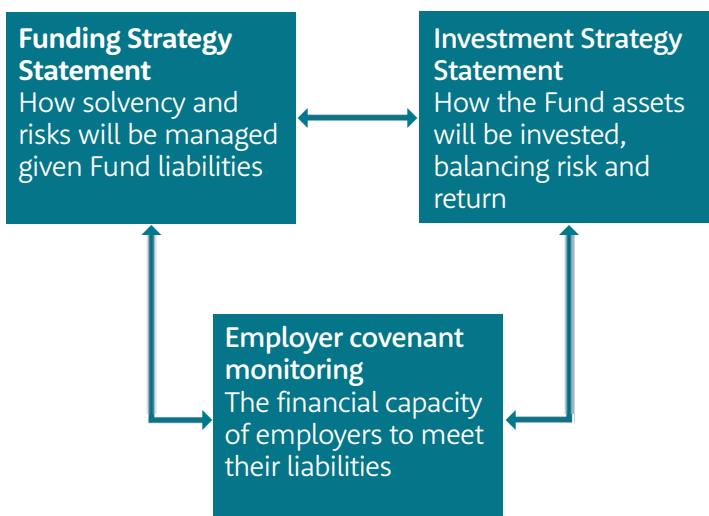 Funding Strategy
Statement
How solvency and
risks will be managed
given Fund liabilities
Investment Strategy
Statement
How the Fund assets
will be invested,
balancing risk and
return
Employer covenant
monitoring
The financial capacity
of employers to meet
their liabilities